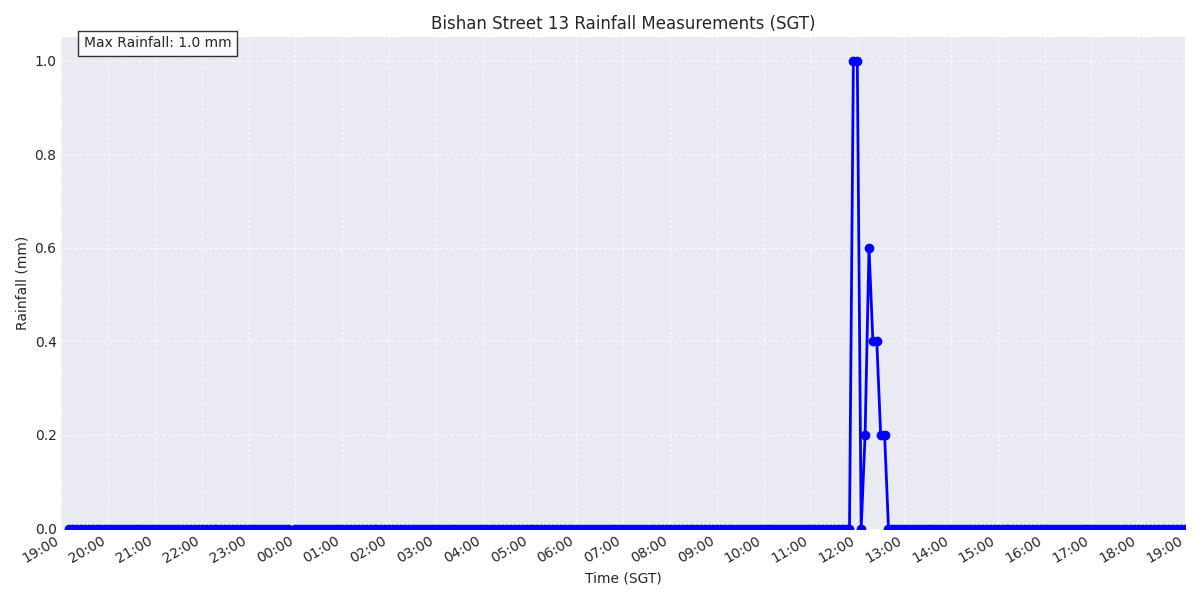 Bishan Street 13 Rainfall Measurements (SGT)
Max Rainfall: 1.0 mm
1.0
0.8
0.6
0.4
0.2
0.0
Rainfall (mm)
19:00 20:00 21:00 22:00 23:00 00:00 01:00 02:00 03:00 04:00 05:00 06:00 07:00 08:00 09:00 10:00 11:00 12:00 13:00 14:00 15:00 16:00 17:00 18:00 19:00
Time (SGT)